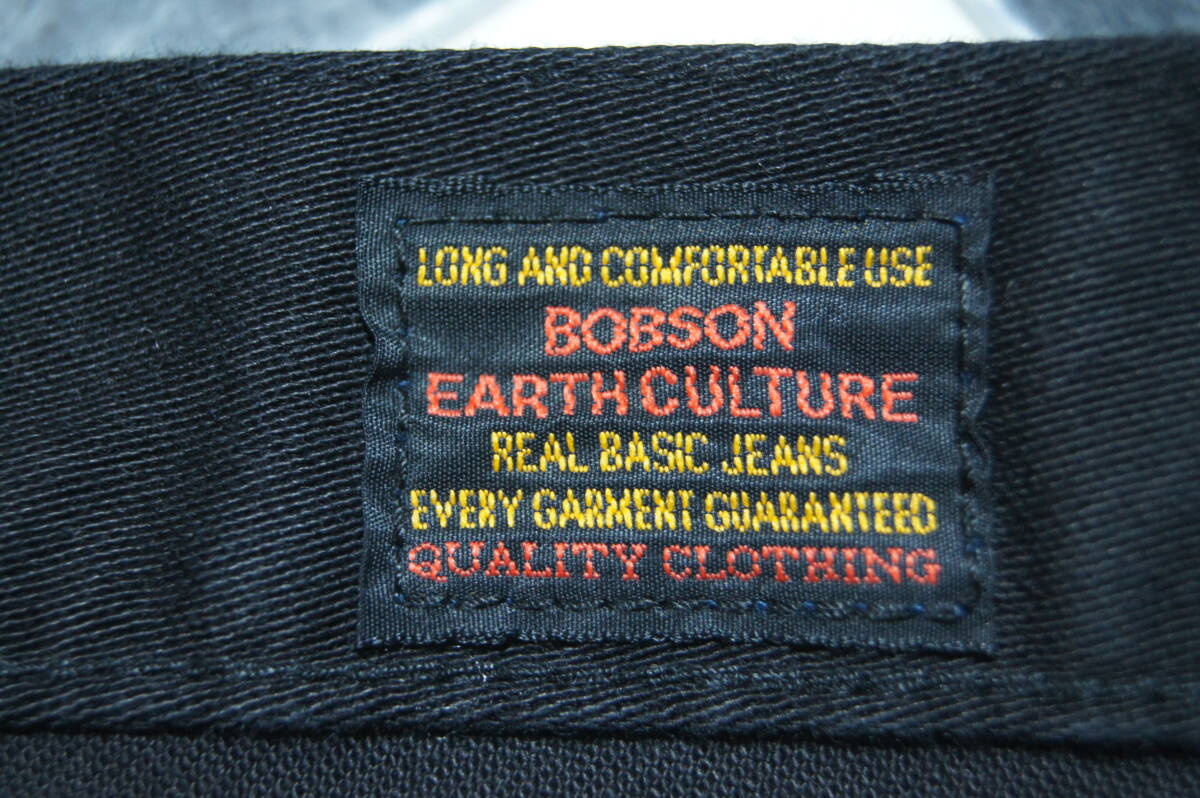 LONG AND COMFORTABLE USE
BOBSON
EARTH CULTURE
REAL BASIC JEANS
EVERY GARMENT GUARANTEED
QUALITY CLOTHING